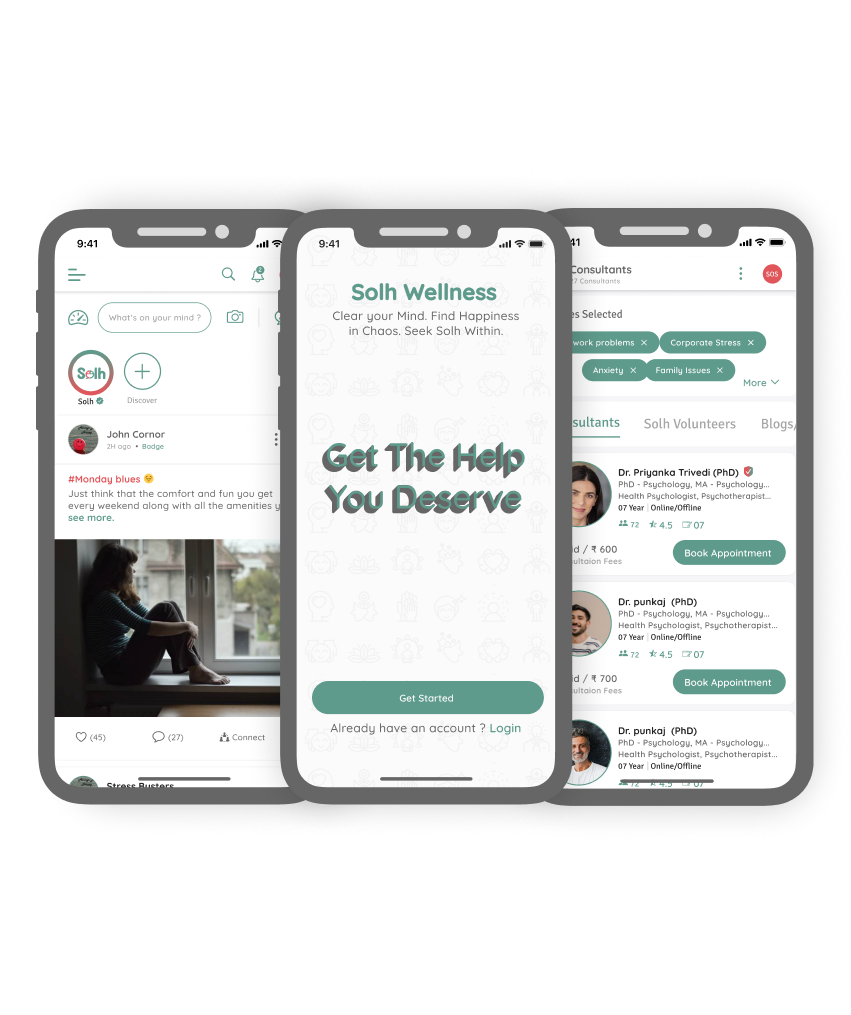 9:41
2
What's on your mind ?
Solh
Solh
Discover
John Cornor
2H ago • Badge
#Monday blues
Just think that the comfort and fun you get
every weekend along with all the amenities y
see more.
(45)
(27)
Connect
Stress Busters
9:41
Solh Wellness
Clear your Mind. Find Happiness
in Chaos. Seek Solh Within.
Get The Help
You Deserve
Get Started
Already have an account ? Login
41
Consultants
7 Consultants
SOS
es Selected
work problems ×
Corporate Stress ×
Anxiety ×
Family Issues ×
More
sultants
Solh Volunteers
Blogs/
Dr. Priyanka Trivedi (PhD)
PhD - Psychology, MA - Psychology...
Health Psychologist, Psychotherapist...
07 Year | Online/Offline
72
4.5
07
id / ₹ 600
ultaion Fees
Book Appointment
Dr. punkaj (PhD)
PhD - Psychology, MA - Psychology...
Health Psychologist, Psychotherapist...
07 Year | Online/Offline
72
4.5
07
id / ₹ 700
ultaion Fees
Book Appointment
Dr. punkaj (PhD)
PhD - Psychology, MA - Psychology...
Health Psychologist, Psychotherapist...
07 Year | Online/Offline
72
4.5
07